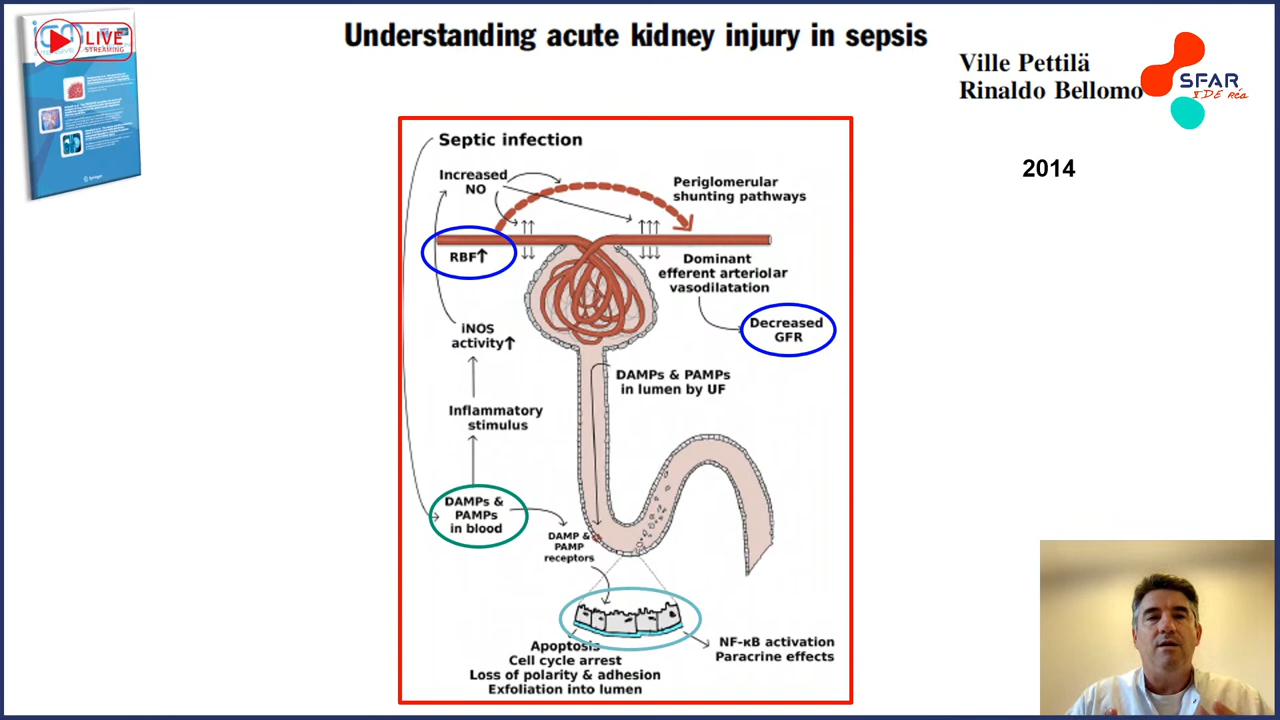 LIVE
STREAMING
Springer
Understanding acute kidney injury in sepsis
Ville Pettilä
Rinaldo Bellomo
SFAR
IDE Réa
2014
Septic infection
Increased
NO
Periglomerular
shunting pathways
RBF↑
Dominant
efferent arteriolar
vasodilatation
Decreased
GFR
iNOS
activity↑
DAMPs & PAMPs
in lumen by UF
Inflammatory
stimulus
DAMPs &
PAMPs
in blood
DAMP &
PAMP
receptors
Apoptosis
Cell cycle arrest
Loss of polarity & adhesion
Exfoliation into lumen
NF-κB activation
Paracrine effects